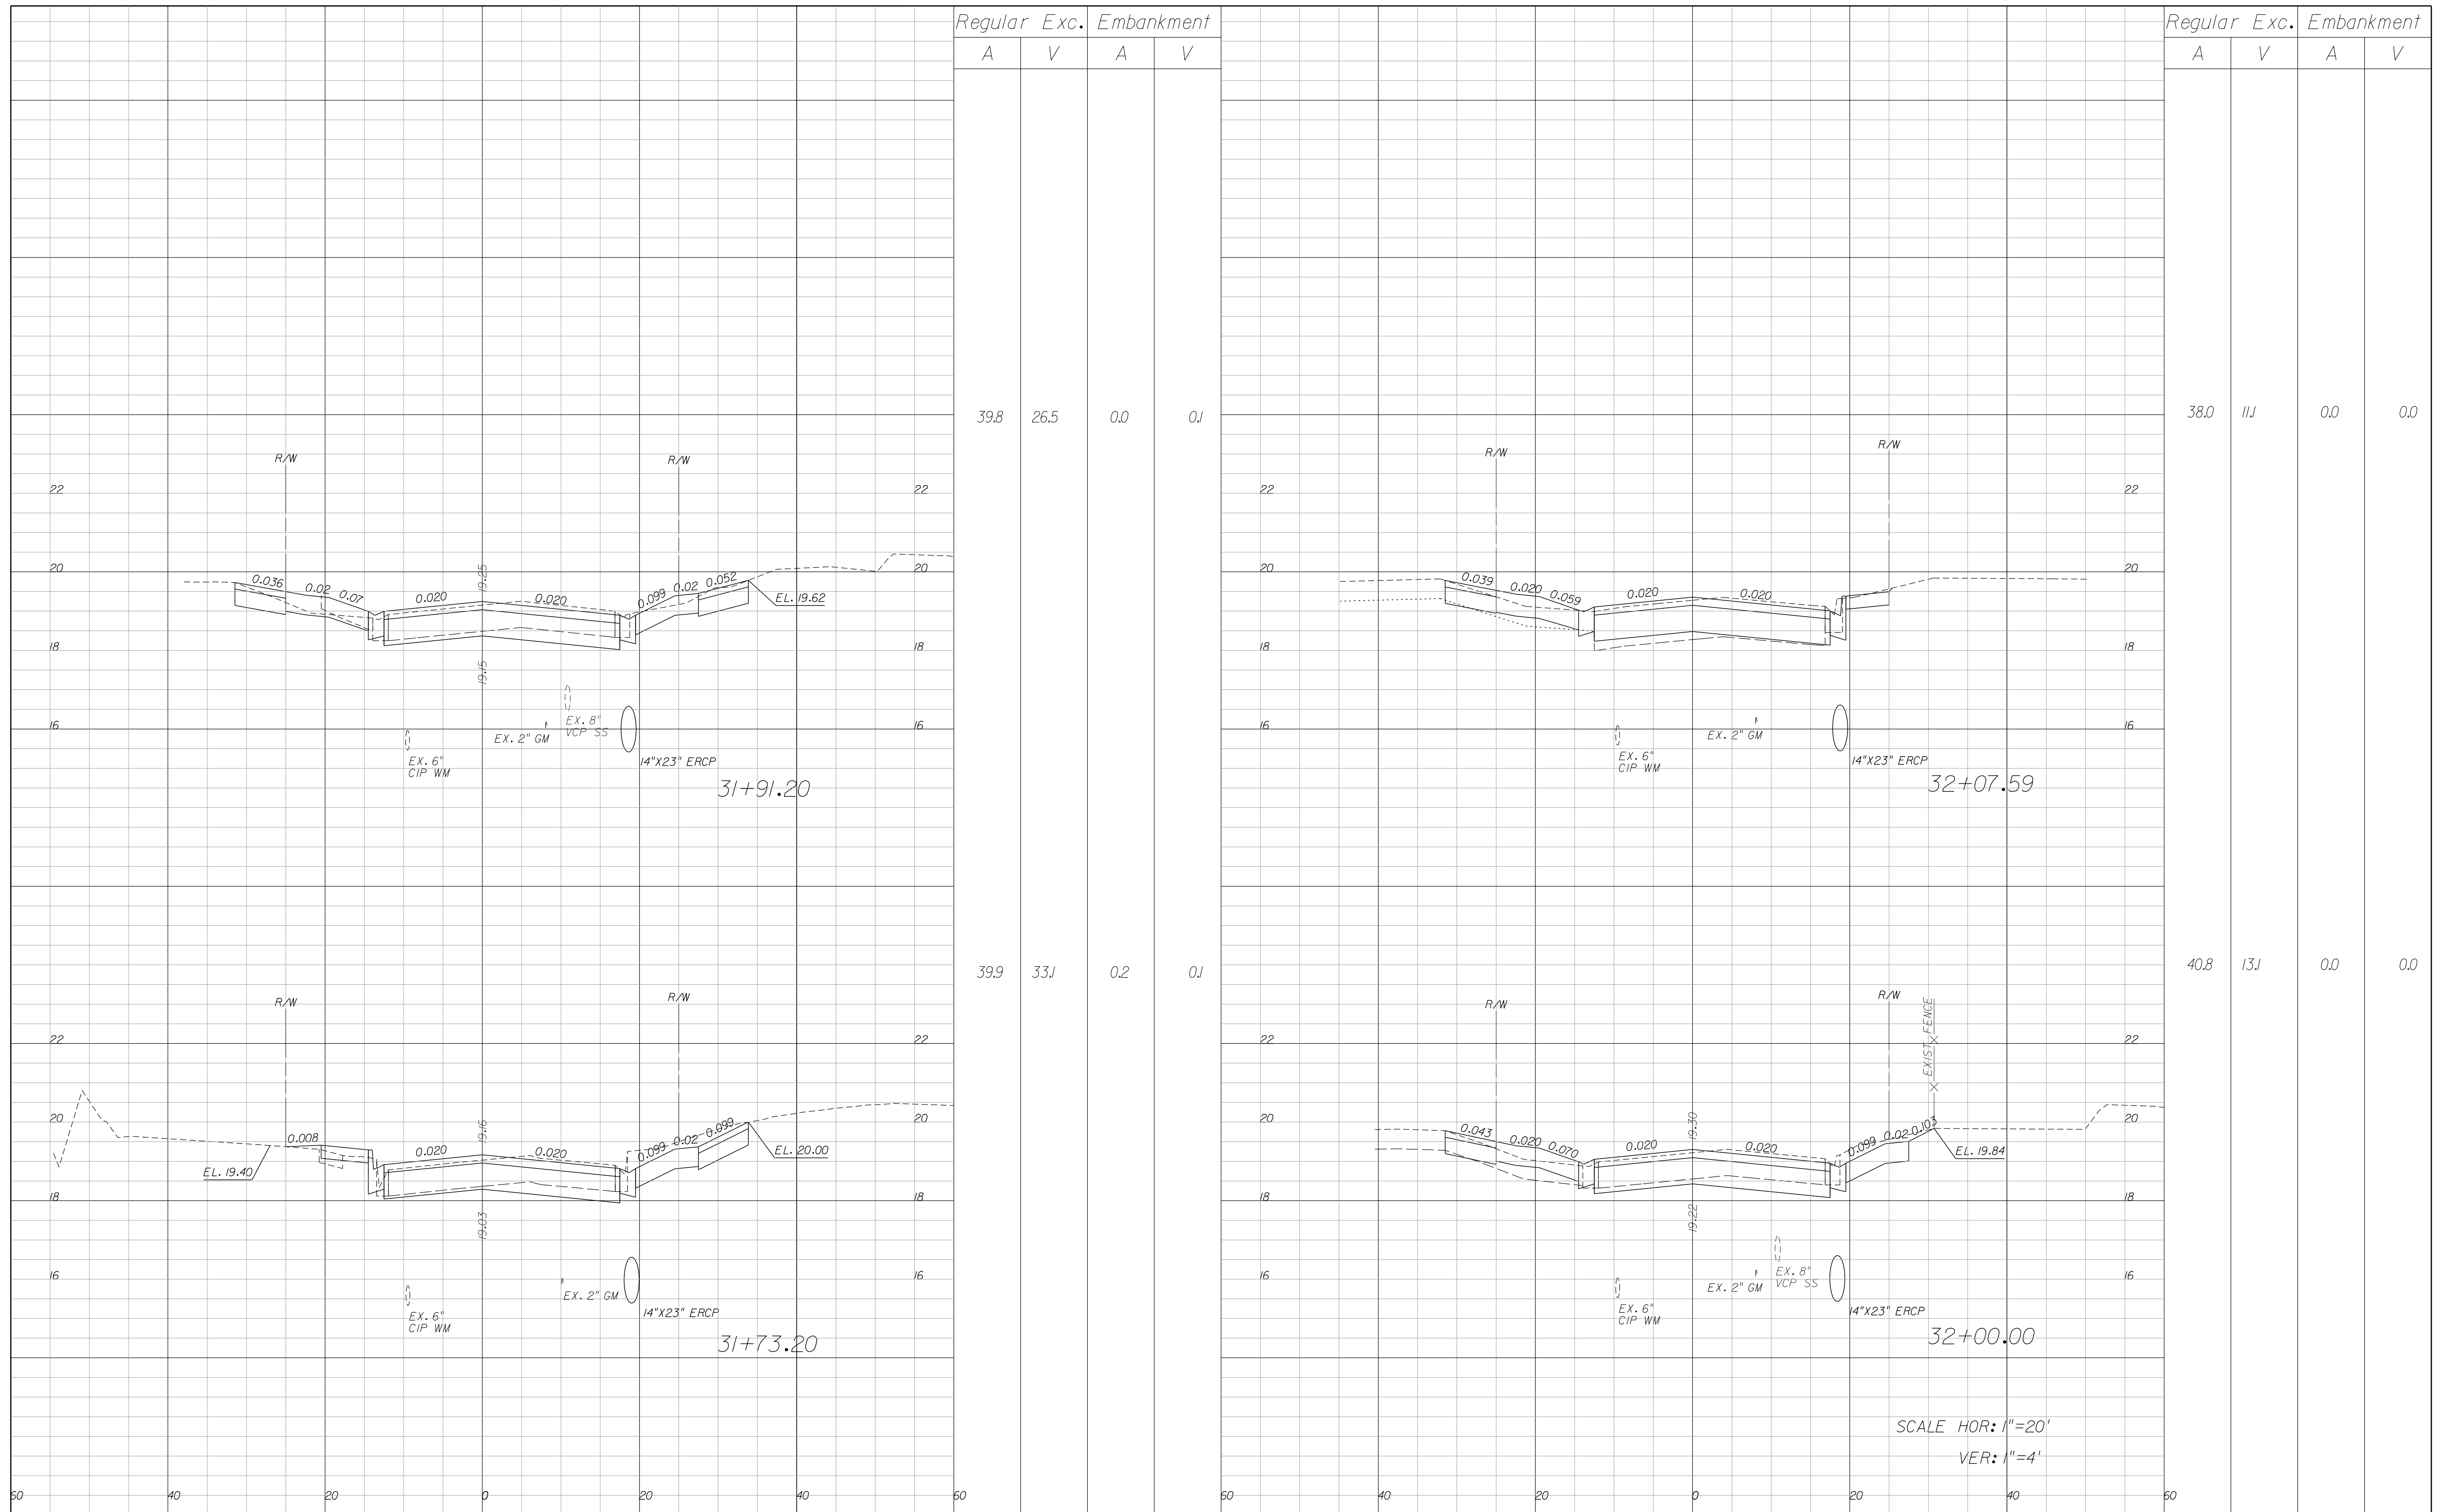 Regular Exc. Embankment
A V A V
39.8 26.5 0.0 0.1
R/W R/W
22 22
20 20
19.25
0.036 0.02 0.07 0.020 0.020 0.099 0.02 0.052
EL. 19.62
18 18
19.15
16 16
EX. 6"
CIP WM
EX. 2" GM
EX. 8"
VCP SS
14"X23" ERCP
31+91.20
39.9 33.1 0.2 0.1
R/W R/W
22 22
20 20
19.16
0.008 0.020 0.020 0.099 0.02 0.099
EL. 19.40
EL. 20.00
18 18
19.03
16 16
EX. 6"
CIP WM
EX. 2" GM
14"X23" ERCP
31+73.20
60 40 20 0 20 40 60
Regular Exc. Embankment
A V A V
38.0 11.1 0.0 0.0
R/W R/W
22 22
20 20
0.039 0.020 0.059 0.020 0.020
18 18
16 16
EX. 6"
CIP WM
EX. 2" GM
14"X23" ERCP
32+07.59
40.8 13.1 0.0 0.0
R/W R/W
EXIST FENCE
22 22
20 20
19.30
0.043 0.020 0.070 0.020 0.020 0.099 0.02 0.103
EL. 19.84
18 18
19.22
16 16
EX. 6"
CIP WM
EX. 2" GM
EX. 8"
VCP SS
14"X23" ERCP
32+00.00
SCALE HOR: 1"=20'
VER: 1"=4'
60 40 20 0 20 40 60